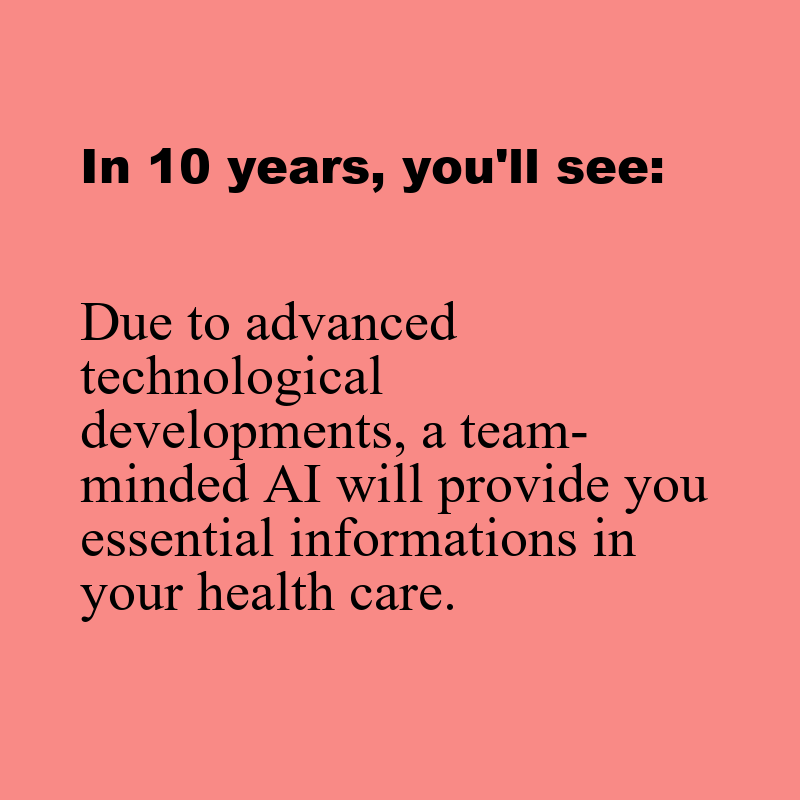 In 10 years, you'll see:
Due to advanced
technological
developments, a team-
minded AI will provide you
essential informations in
your health care.